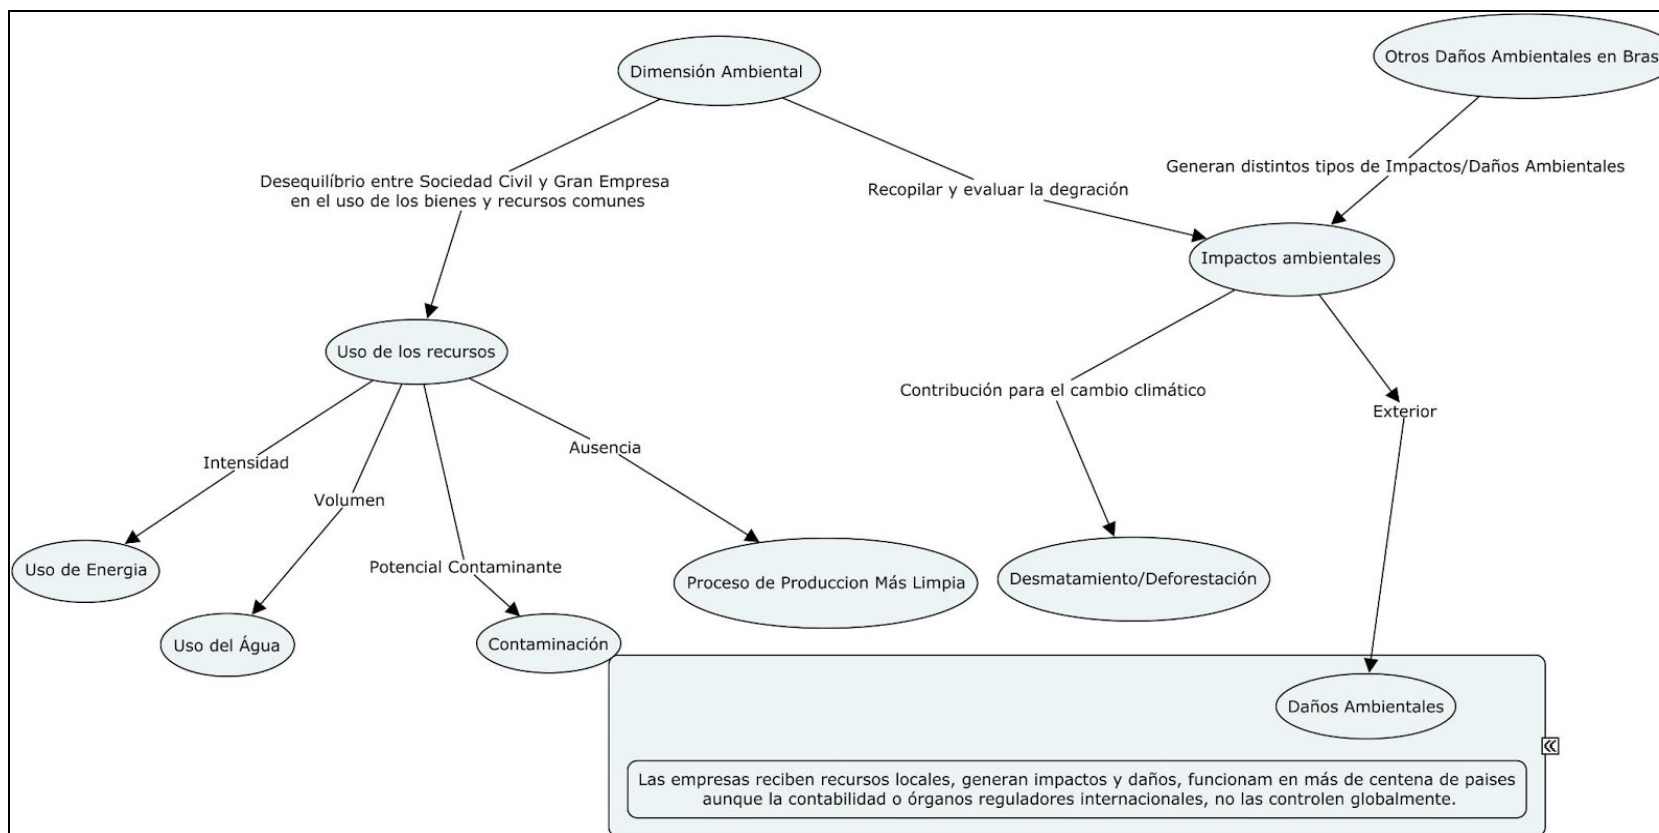 Dimensión Ambiental
Otros Daños Ambientales en Bras
Desequilíbrio entre Sociedad Civil y Gran Empresa
en el uso de los bienes y recursos comunes
Recopilar y evaluar la degración
Generan distintos tipos de Impactos/Daños Ambientales
Impactos ambientales
Uso de los recursos
Contribución para el cambio climático
Exterior
Intensidad
Volumen
Potencial Contaminante
Ausencia
Uso de Energia
Uso del Água
Contaminación
Proceso de Produccion Más Limpia
Desmatamiento/Deforestación
Daños Ambientales
Las empresas reciben recursos locales, generan impactos y daños, funcionam en más de centena de paises
aunque la contabilidad o órganos reguladores internacionales, no las controlen globalmente.